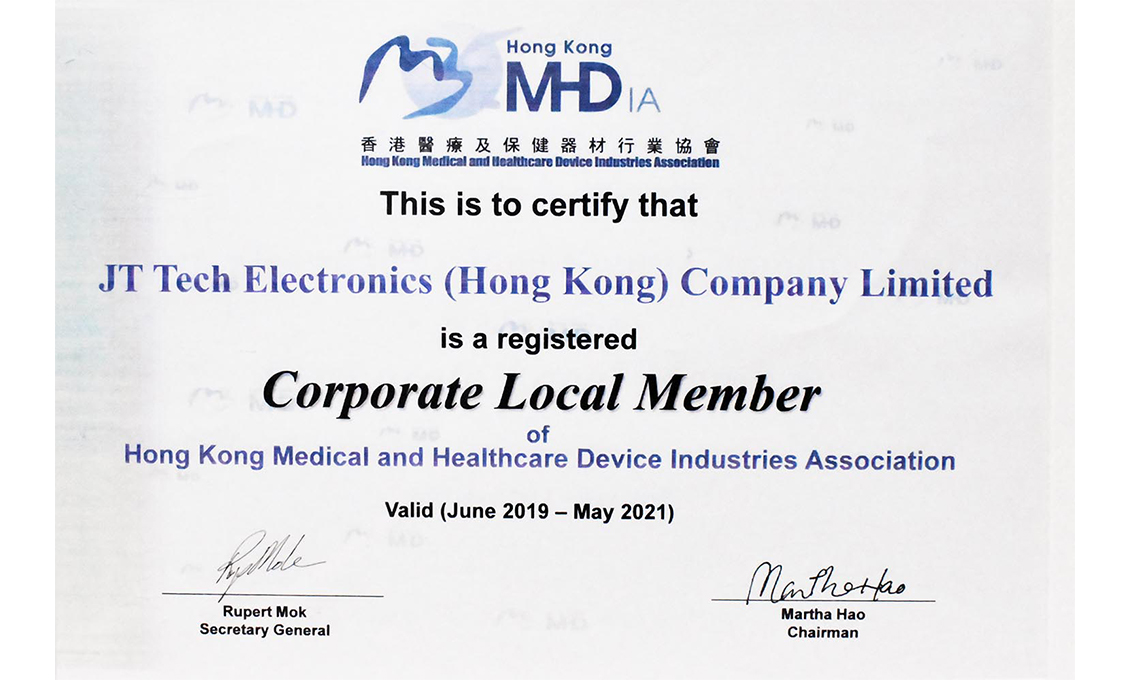 Hong Kong
MHDIA
香港醫療及保健器材行業協會
Hong Kong Medical and Healthcare Device Industries Association
This is to certify that
JT Tech Electronics (Hong Kong) Company Limited
is a registered
Corporate Local Member
of
Hong Kong Medical and Healthcare Device Industries Association
Valid (June 2019 – May 2021)
Rupert Mok
Secretary General
Martha Hao
Martha Hao
Chairman